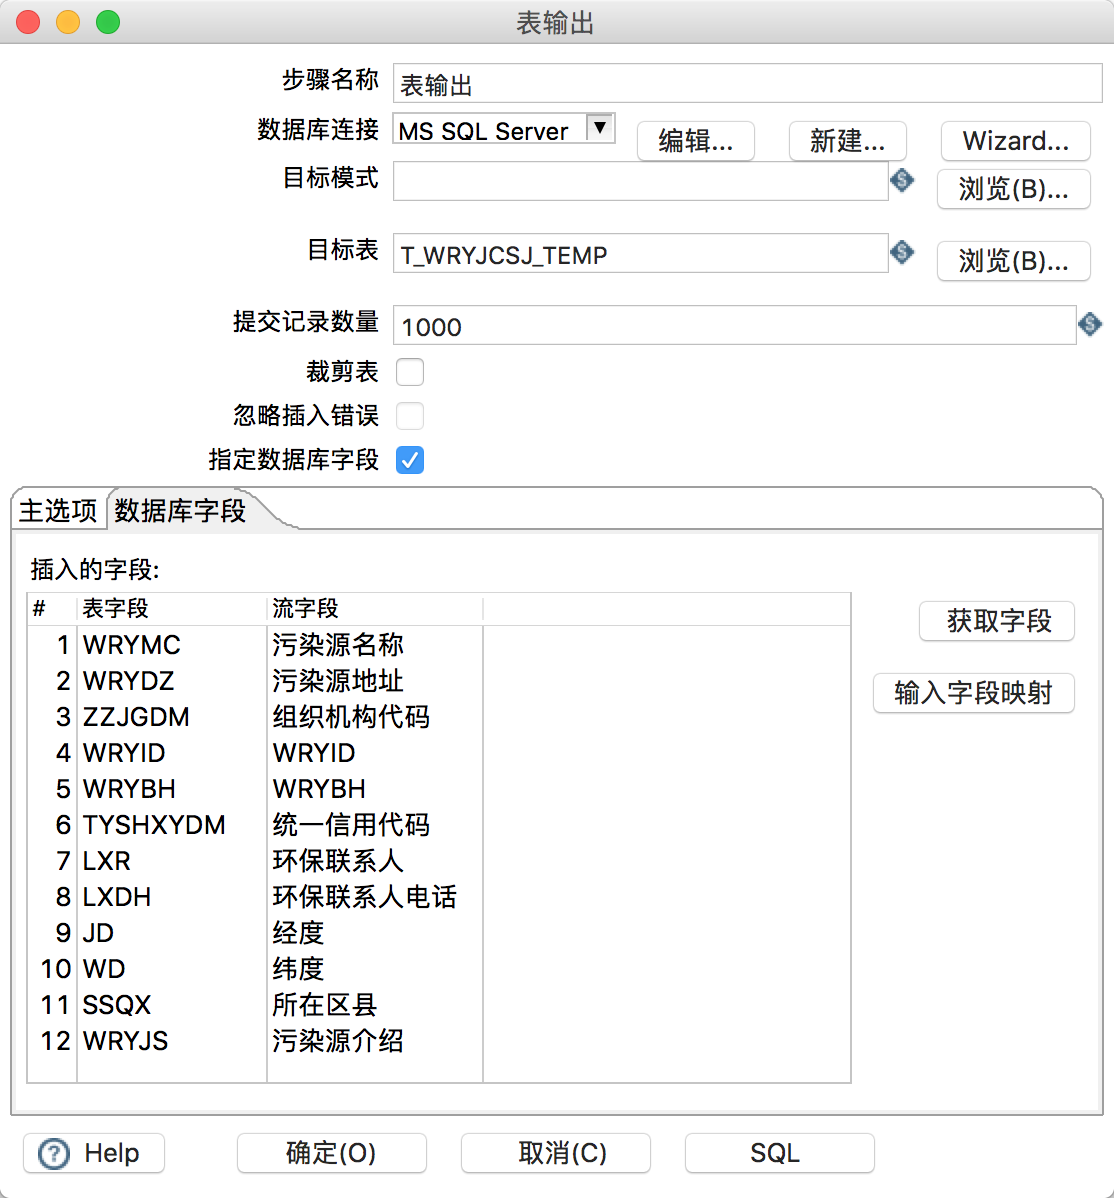 表输出
步骤名称 表输出
数据库连接 MS SQL Server 编辑... 新建... Wizard...
目标模式 浏览(B)...
目标表 T_WRYJCSJ_TEMP 浏览(B)...
提交记录数量 1000
裁剪表
忽略插入错误
指定数据库字段
主选项 数据库字段
插入的字段:
# 表字段 流字段 获取字段
1 WRYMC 污染源名称
2 WRYDZ 污染源地址 输入字段映射
3 ZZJGDM 组织机构代码
4 WRYID WRYID
5 WRYBH WRYBH
6 TYSHXYDM 统一信用代码
7 LXR 环保联系人
8 LXDH 环保联系人电话
9 JD 经度
10 WD 纬度
11 SSQX 所在区县
12 WRYJS 污染源介绍
? Help 确定(O) 取消(C) SQL